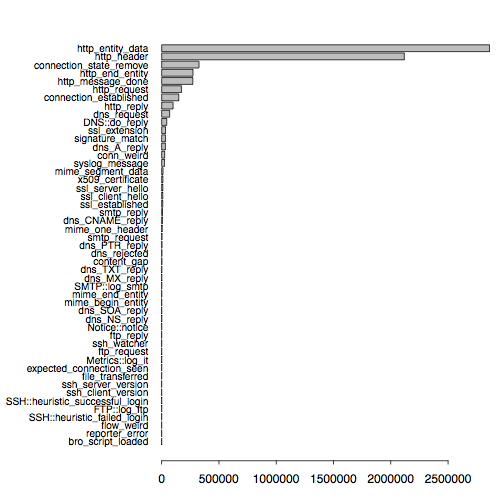 http_entity_data
http_header
connection_state_remove
http_end_entity
http_message_done
http_request
connection_established
http_reply
dns_request
DNS::do_reply
ssl_extension
signature_match
dns_A_reply
conn_weird
syslog_message
mime_segment_data
x509_certificate
ssl_server_hello
ssl_client_hello
ssl_established
smtp_reply
dns_CNAME_reply
mime_one_header
smtp_request
dns_PTR_reply
dns_rejected
content_gap
dns_TXT_reply
dns_MX_reply
SMTP::log_smtp
mime_end_entity
mime_begin_entity
dns_SOA_reply
dns_NS_reply
Notice::notice
ftp_reply
ssh_watcher
ftp_request
Metrics::log_it
expected_connection_seen
file_transferred
ssh_server_version
ssh_client_version
SSH::heuristic_successful_login
FTP::log_ftp
SSH::heuristic_failed_login
flow_weird
reporter_error
bro_script_loaded
0 500000 1000000 1500000 2000000 2500000